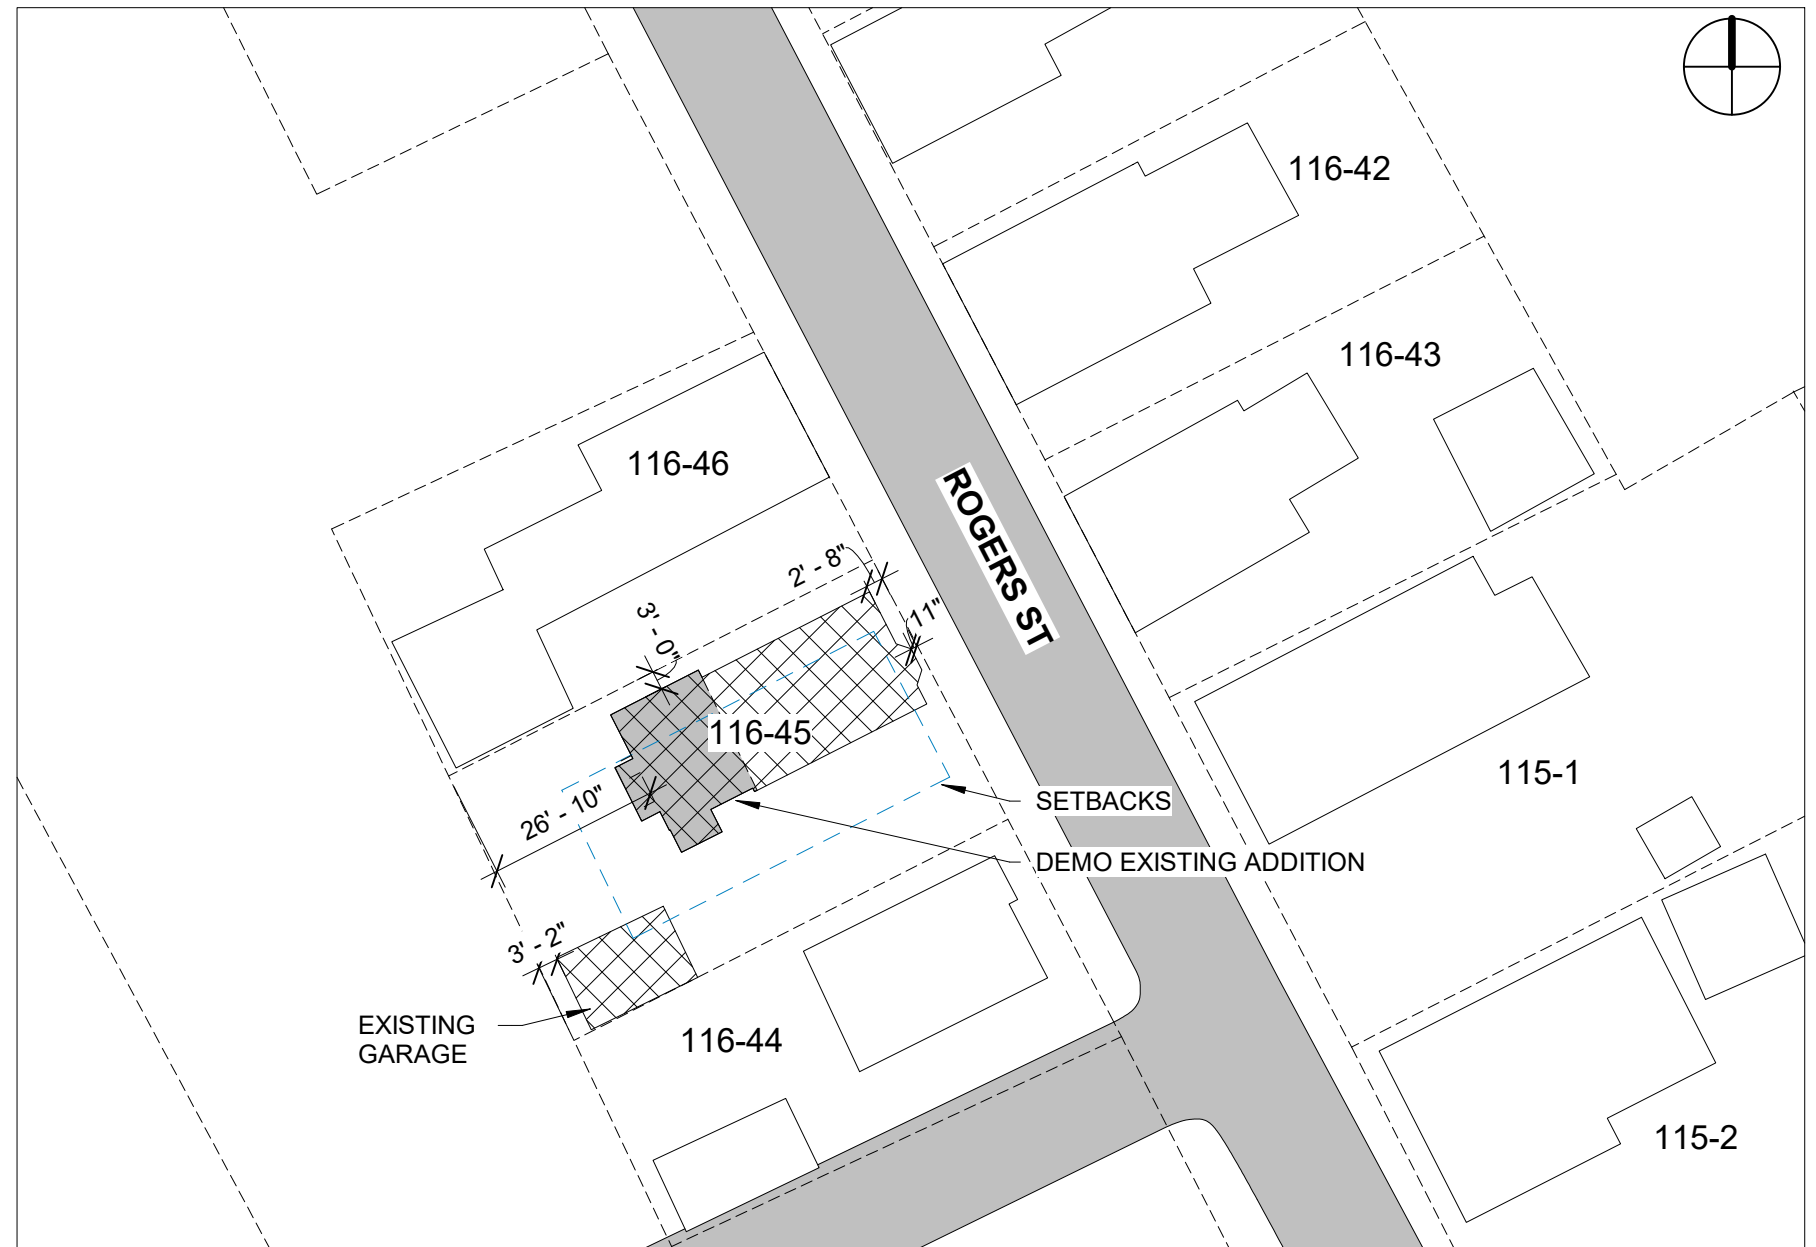 116-42
116-43
116-46
ROGERS ST
2' - 8"
11"
3' - 0"
116-45
115-1
26' - 10"
SETBACKS
DEMO EXISTING ADDITION
3' - 2"
EXISTING
GARAGE
116-44
115-2